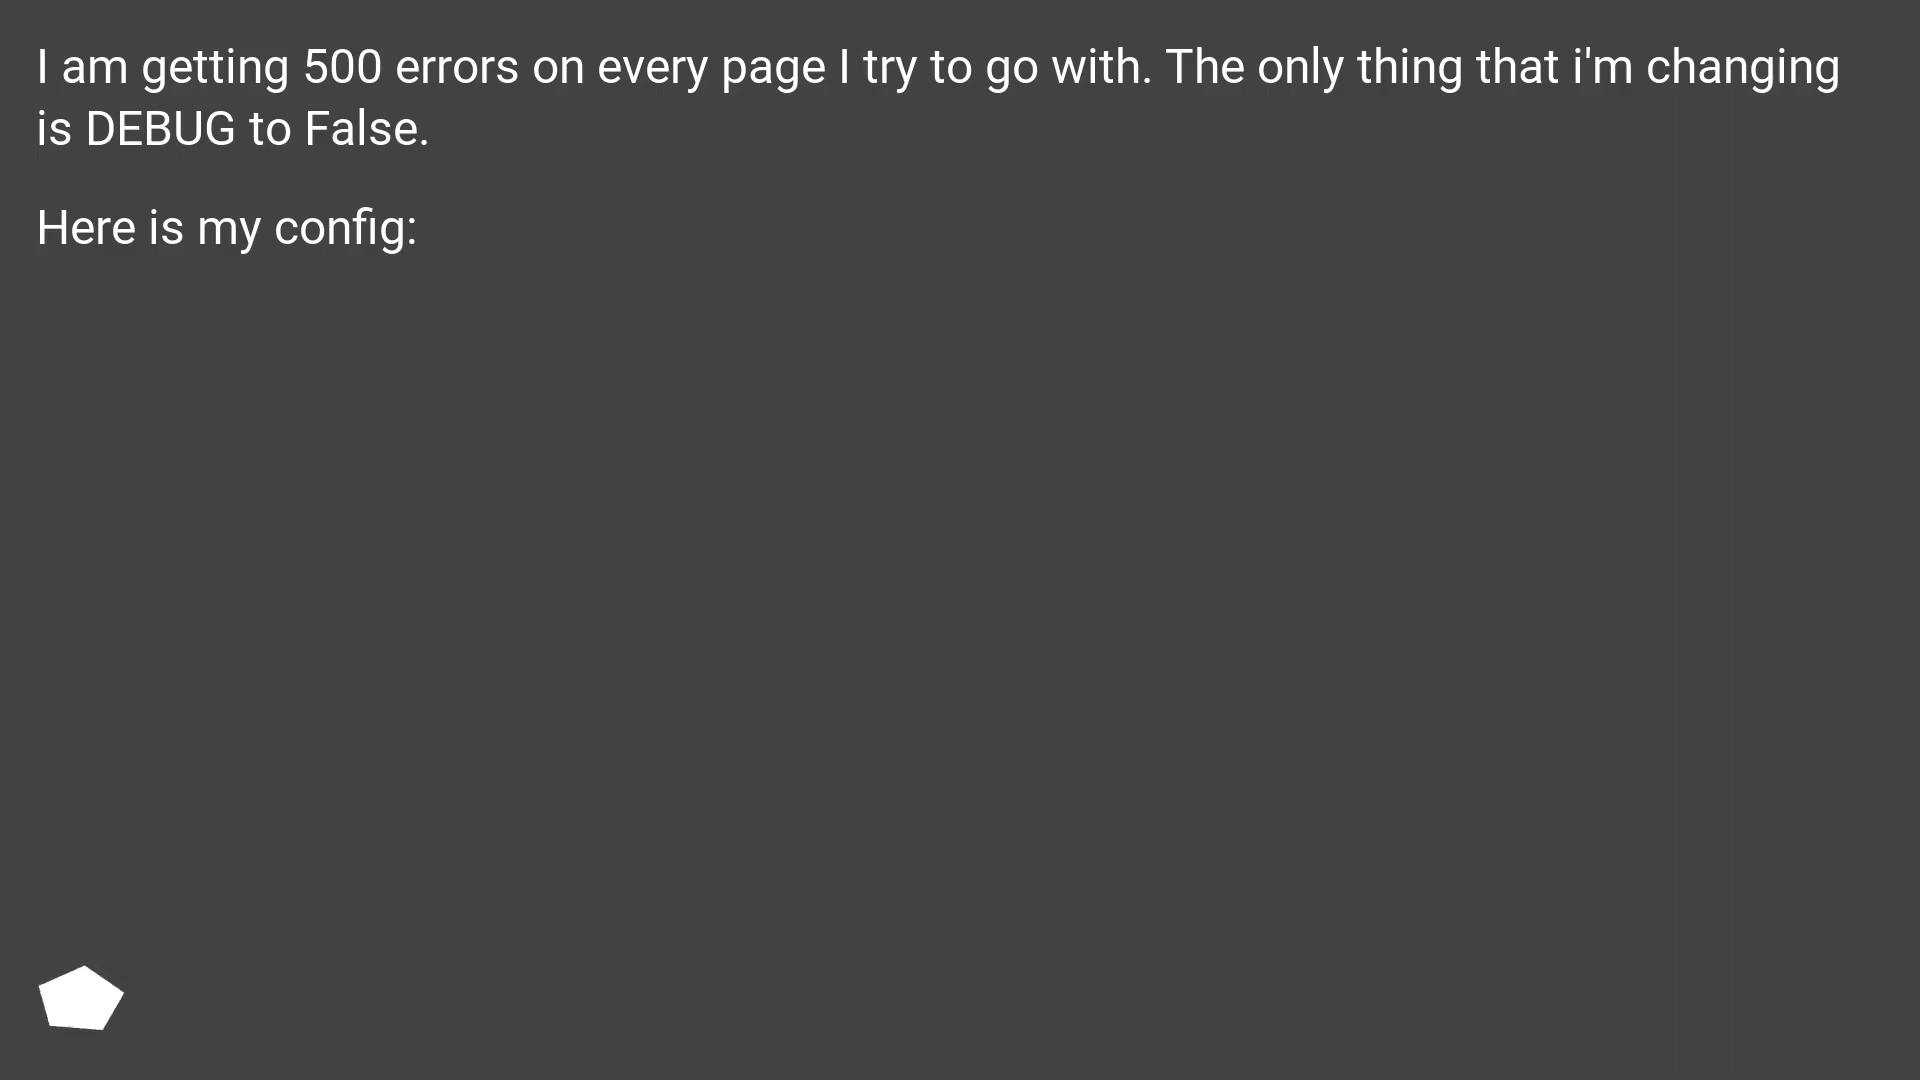 I am getting 500 errors on every page I try to go with. The only thing that i'm changing
is DEBUG to False.
Here is my config: